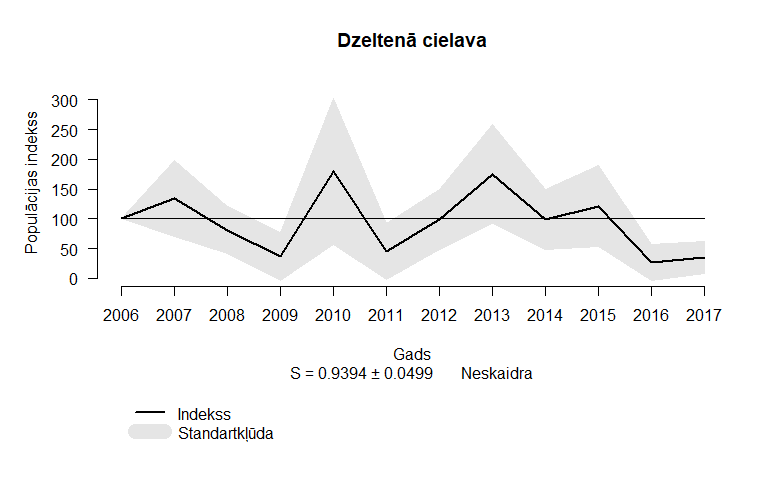 Dzeltenā cielava
Populācijas indekss
300
250
200
150
100
50
0
2006 2007 2008 2009 2010 2011 2012 2013 2014 2015 2016 2017
Gads
S = 0.9394 ± 0.0499 Neskaidra
Indekss
Standartkļūda